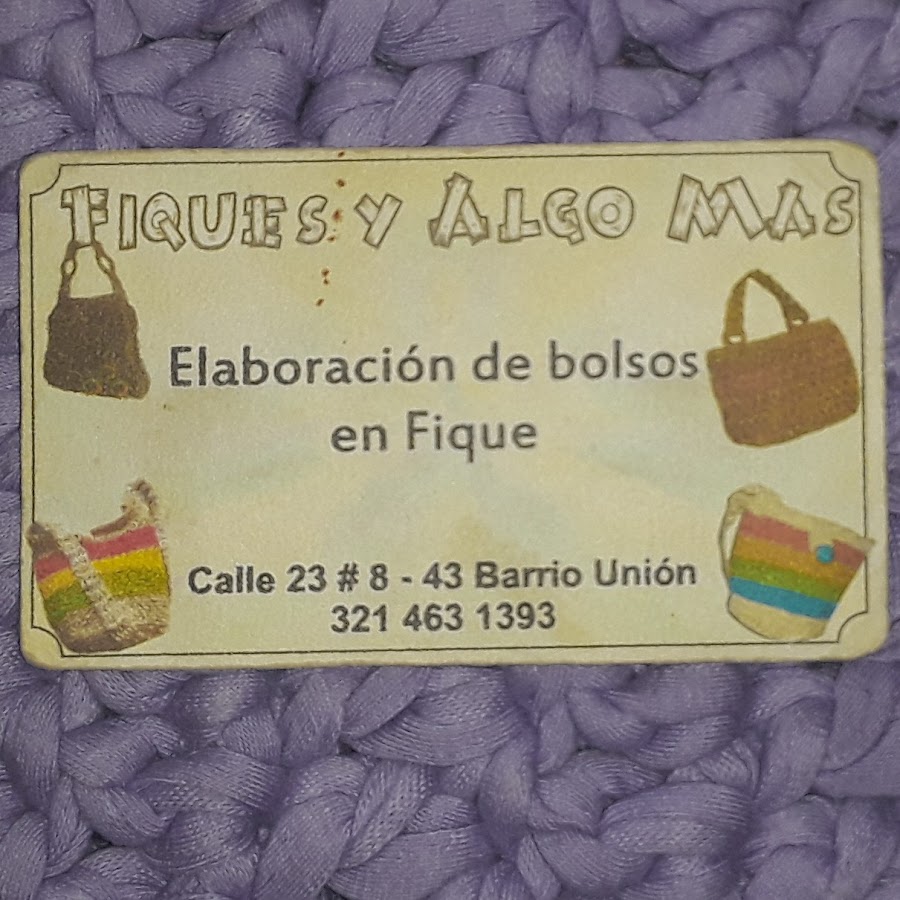 FIQUES Y ALGO MAS
Elaboración de bolsos
en Fique
Calle 23 # 8 - 43 Barrio Unión
321 463 1393